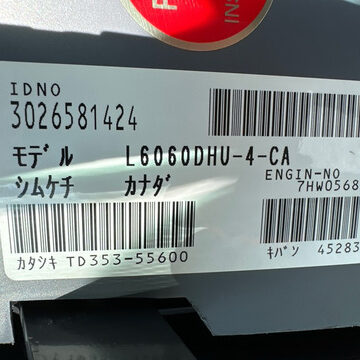 INS
IDNO
3026581424
ﾓﾃﾞﾙ L6060DHU-4-CA
ｼﾑｹﾁ ｶﾅﾀﾞ
ENGIN-NO
7HW0568
ｶﾀｼｷ TD353-55600
ｷﾊﾞﾝ 45283